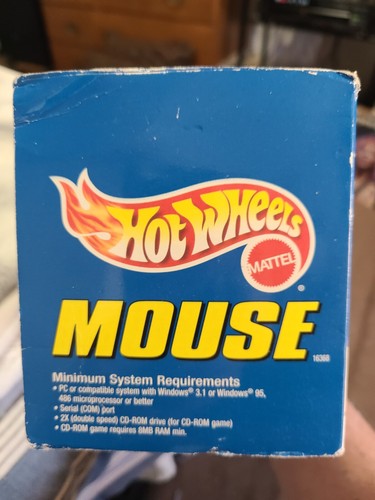 HOT WHEELS
MATTEL
®
MOUSE
16366
Minimum System Requirements
• PC or compatible system with Windows® 3.1 or Windows® 95,
486 microprocessor or better
• Serial (COM) port
• 2X (double speed) CD-ROM drive (for CD-ROM game)
• CD-ROM game requires 8MB RAM min.